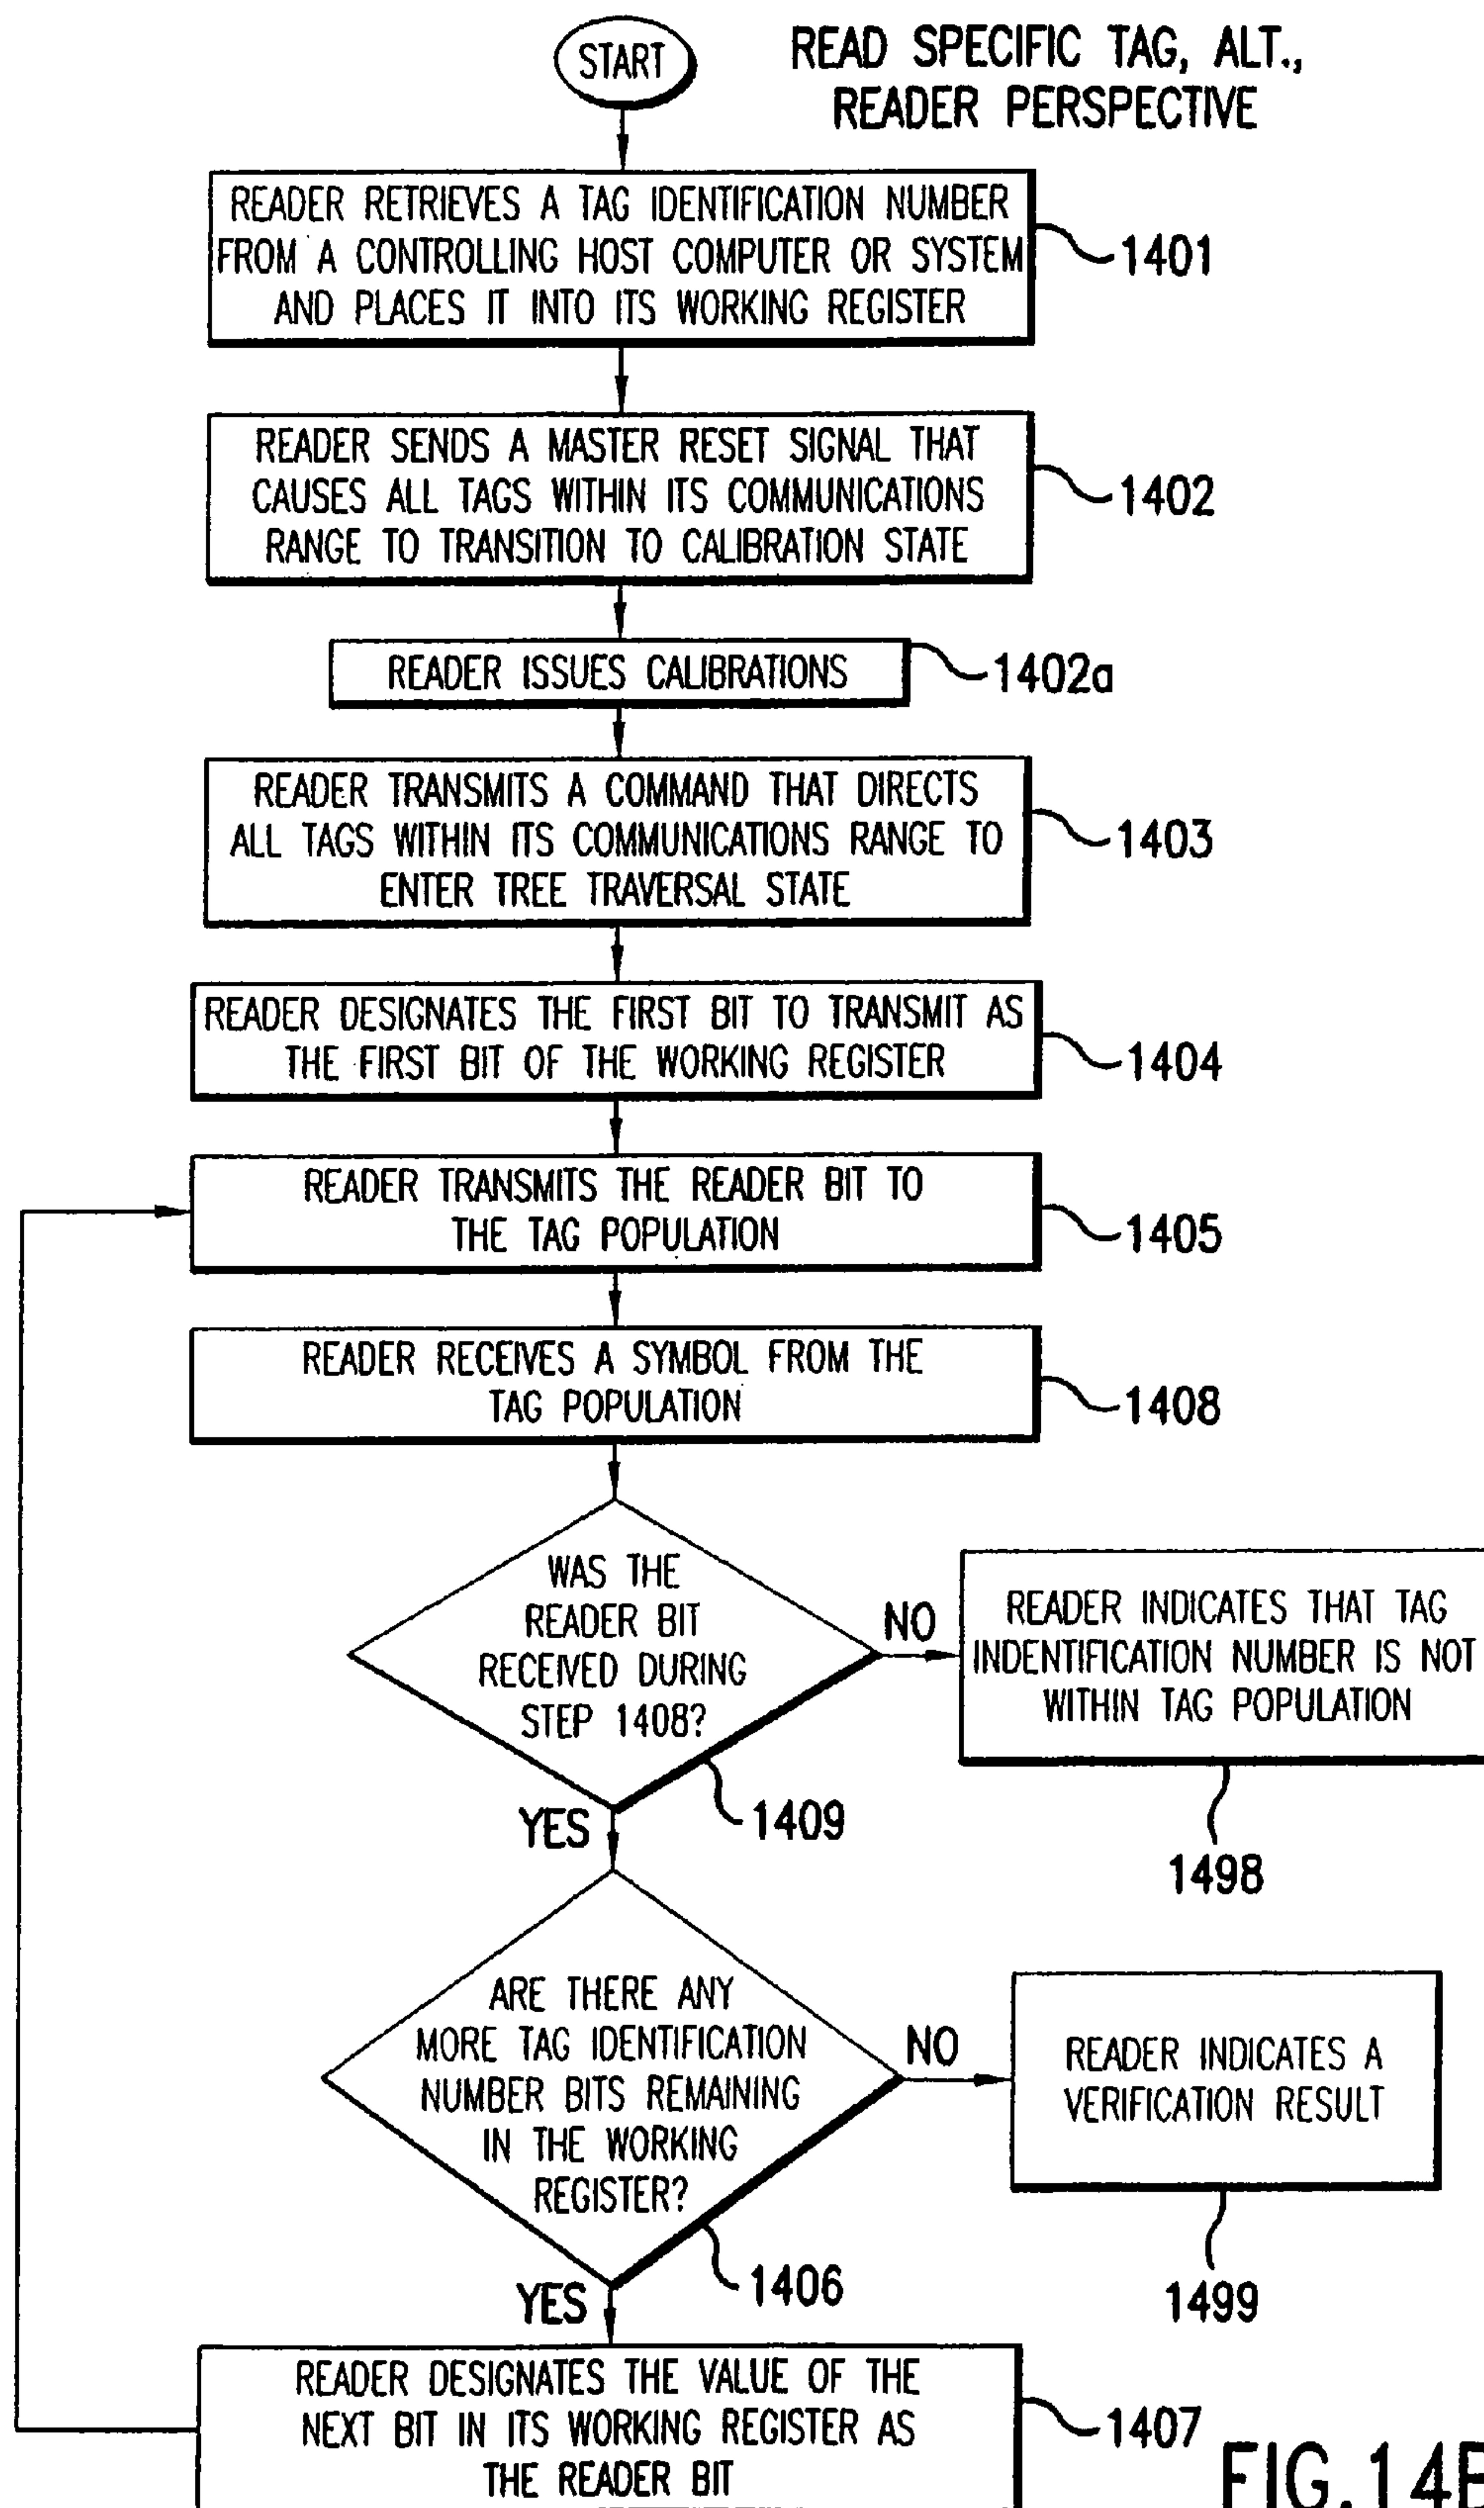 START
READ SPECIFIC TAG, ALT.,
READER PERSPECTIVE
READER RETRIEVES A TAG IDENTIFICATION NUMBER
FROM A CONTROLLING HOST COMPUTER OR SYSTEM
AND PLACES IT INTO ITS WORKING REGISTER
1401
READER SENDS A MASTER RESET SIGNAL THAT
CAUSES ALL TAGS WITHIN ITS COMMUNICATIONS
RANGE TO TRANSITION TO CALIBRATION STATE
1402
READER ISSUES CALIBRATIONS
1402a
READER TRANSMITS A COMMAND THAT DIRECTS
ALL TAGS WITHIN ITS COMMUNICATIONS RANGE TO
ENTER TREE TRAVERSAL STATE
1403
READER DESIGNATES THE FIRST BIT TO TRANSMIT AS
THE FIRST BIT OF THE WORKING REGISTER
1404
READER TRANSMITS THE READER BIT TO
THE TAG POPULATION
1405
READER RECEIVES A SYMBOL FROM THE
TAG POPULATION
1408
WAS THE
READER BIT
RECEIVED DURING
STEP 1408?
1409
NO
READER INDICATES THAT TAG
INDENTIFICATION NUMBER IS NOT
WITHIN TAG POPULATION
1498
YES
ARE THERE ANY
MORE TAG IDENTIFICATION
NUMBER BITS REMAINING
IN THE WORKING
REGISTER?
1406
NO
READER INDICATES A
VERIFICATION RESULT
1499
YES
READER DESIGNATES THE VALUE OF THE
NEXT BIT IN ITS WORKING REGISTER AS
THE READER BIT
1407
FIG.14B